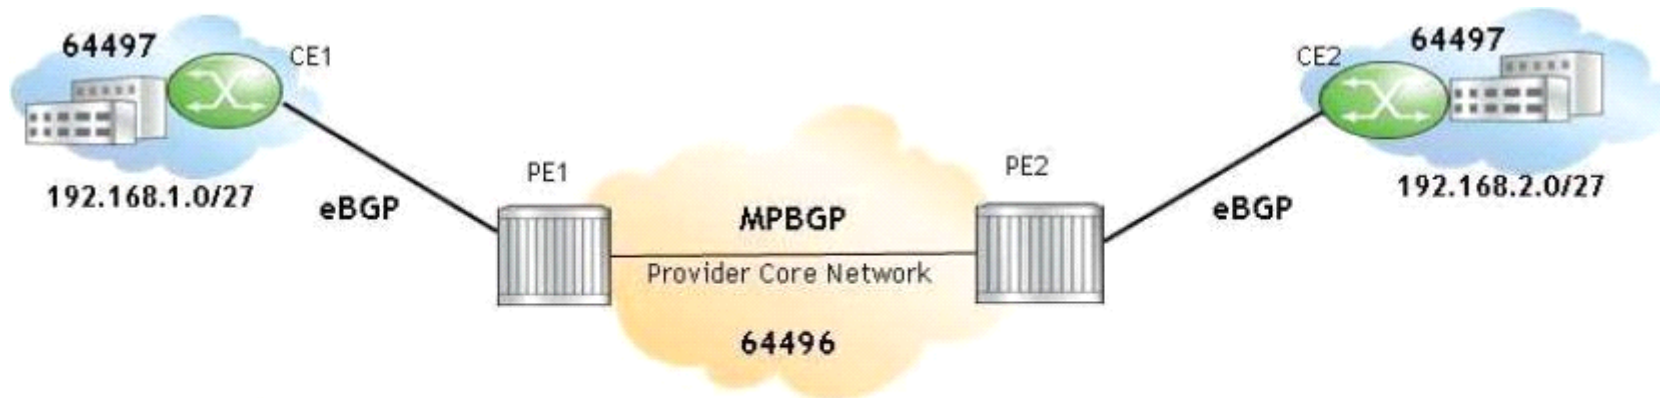 64497
CE1
192.168.1.0/27
eBGP
PE1
MPBGP
Provider Core Network
64496
PE2
eBGP
CE2
64497
192.168.2.0/27